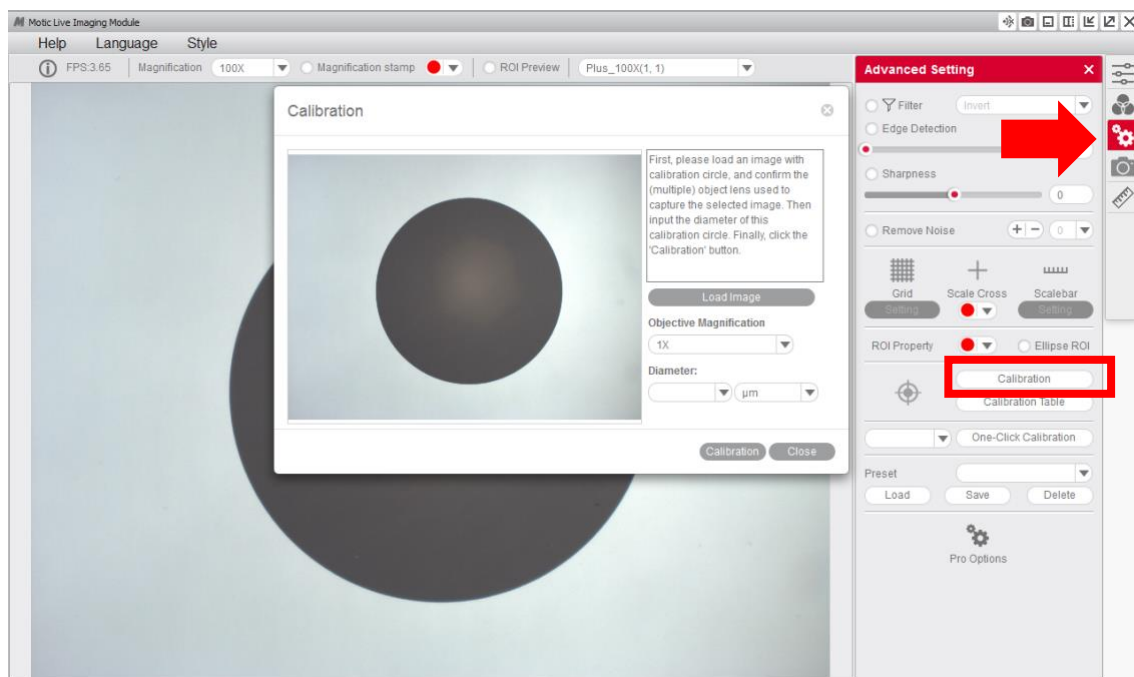 Motic Live Imaging Module
Help Language Style
FPS:3.65 Magnification 100X Magnification stamp ROI Preview Plus_100X(1, 1)
Calibration
First, please load an image with
calibration circle, and confirm the
(multiple) object lens used to
capture the selected image. Then
input the diameter of this
calibration circle. Finally, click the
'Calibration' button.
Load Image
Objective Magnification
1X
Diameter:
µm
Calibration Close
Advanced Setting
Filter Invert
Edge Detection
Sharpness
0
Remove Noise + - 0
Grid Scale Cross Scalebar
Setting Setting
ROI Property Ellipse ROI
Calibration
Calibration Table
One-Click Calibration
Preset
Load Save Delete
Pro Options